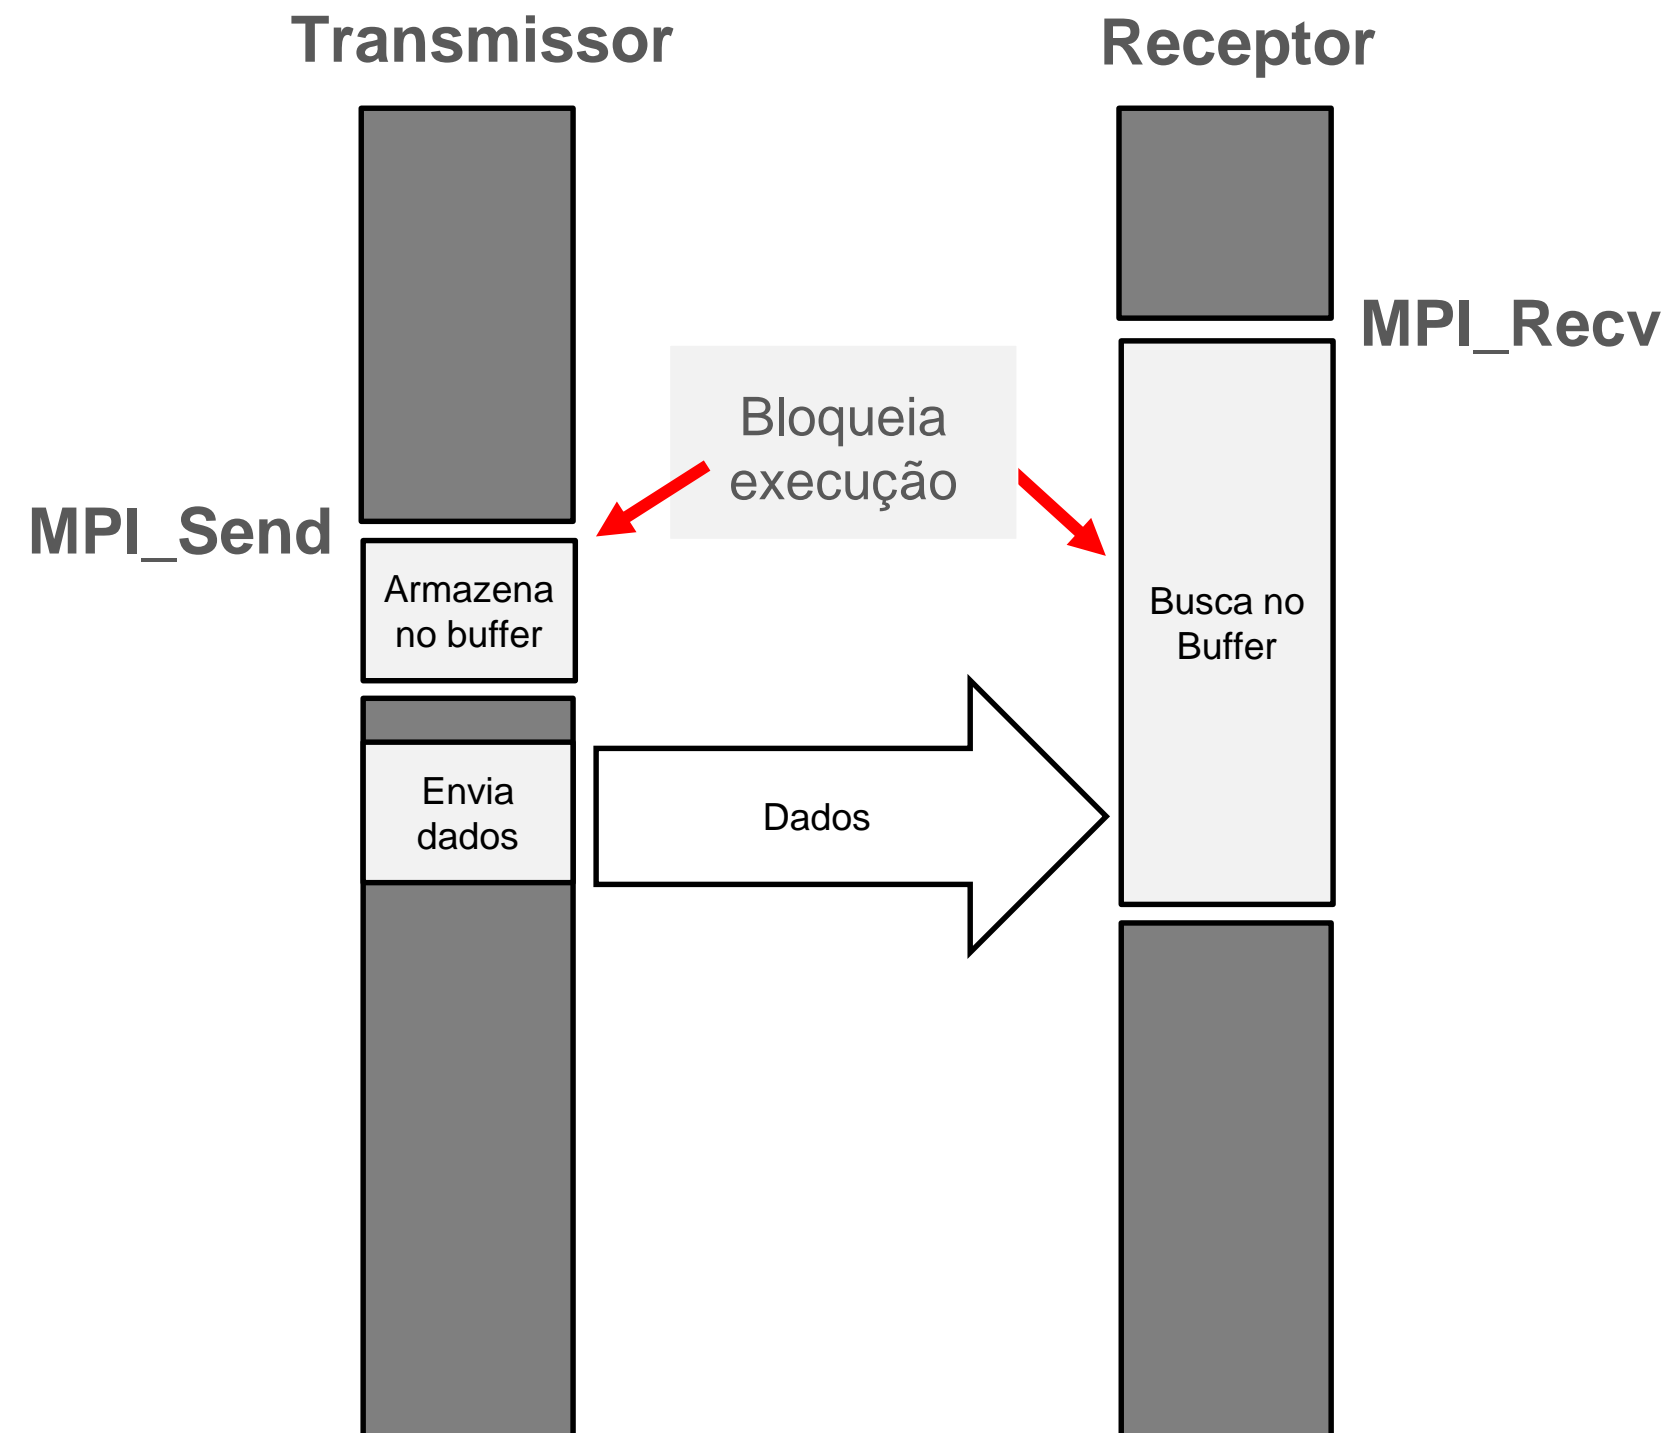 Transmissor
Receptor
MPI_Recv
Bloqueia
execução
MPI_Send
Armazena
no buffer
Busca no
Buffer
Envia
dados
Dados